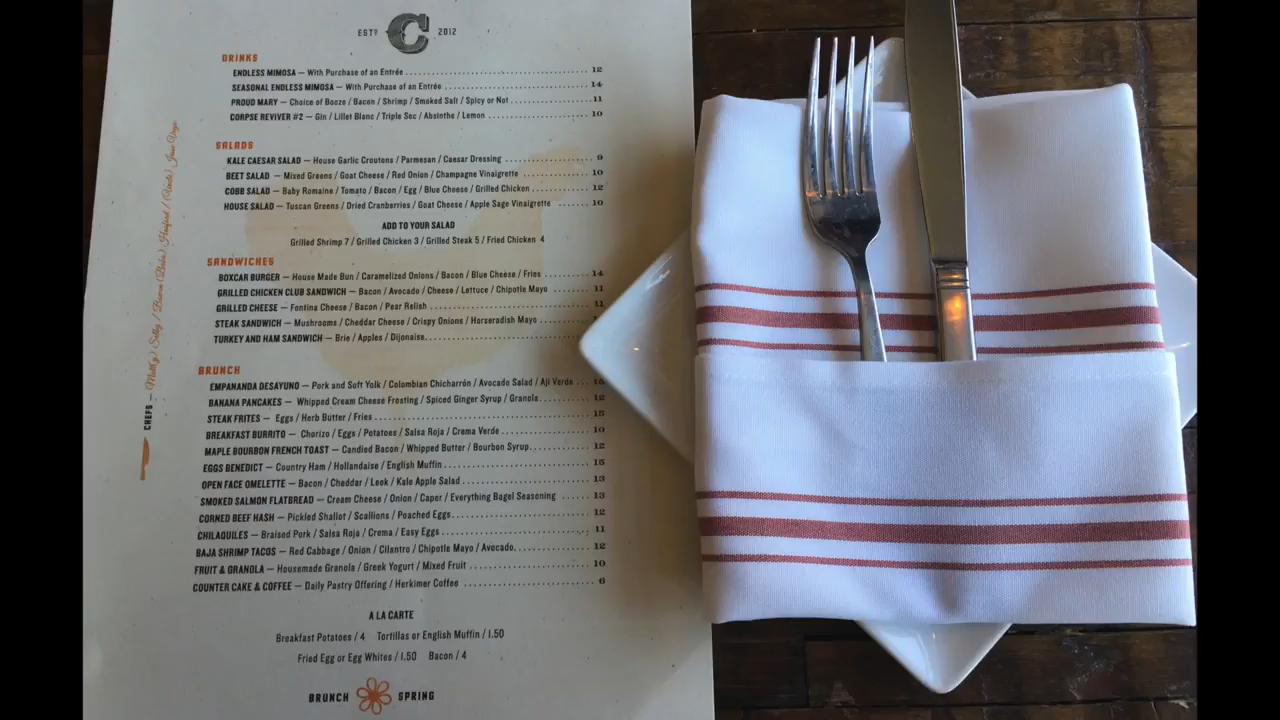 ESTD C 2012
DRINKS
ENDLESS MIMOSA — With Purchase of an Entrée 12
SEASONAL ENDLESS MIMOSA — With Purchase of an Entrée 14
PROUD MARY — Choice of Booze / Bacon / Shrimp / Smoked Salt / Spicy or Not 11
CORPSE REVIVER #2 — Gin / Lillet Blanc / Triple Sec / Absinthe / Lemon 10
SALADS
KALE CAESAR SALAD — House Garlic Croutons / Parmesan / Caesar Dressing 9
BEET SALAD — Mixed Greens / Goat Cheese / Red Onion / Champagne Vinaigrette 10
COBB SALAD — Baby Romaine / Tomato / Bacon / Egg / Blue Cheese / Grilled Chicken 12
HOUSE SALAD — Tuscan Greens / Dried Cranberries / Goat Cheese / Apple Sage Vinaigrette 10
ADD TO YOUR SALAD
Grilled Shrimp 7 / Grilled Chicken 3 / Grilled Steak 5 / Fried Chicken 4
SANDWICHES
BOXCAR BURGER — House Made Bun / Caramelized Onions / Bacon / Blue Cheese / Fries 14
GRILLED CHICKEN CLUB SANDWICH — Bacon / Avocado / Cheese / Lettuce / Chipotle Mayo 11
GRILLED CHEESE — Fontina Cheese / Bacon / Pear Relish 11
STEAK SANDWICH — Mushrooms / Cheddar Cheese / Crispy Onions / Horseradish Mayo
TURKEY AND HAM SANDWICH — Brie / Apples / Dijonaise
BRUNCH
EMPANANDA DESAYUNO — Pork and Soft Yolk / Colombian Chicharrón / Avocado Salad / Aji Verde
BANANA PANCAKES — Whipped Cream Cheese Frosting / Spiced Ginger Syrup / Granola 12
STEAK FRITES — Eggs / Herb Butter / Fries 15
BREAKFAST BURRITO — Chorizo / Eggs / Potatoes / Salsa Roja / Crema Verde 10
MAPLE BOURBON FRENCH TOAST — Candied Bacon / Whipped Butter / Bourbon Syrup 12
EGGS BENEDICT — Country Ham / Hollandaise / English Muffin 15
OPEN FACE OMELETTE — Bacon / Cheddar / Leek / Kale Apple Salad 13
SMOKED SALMON FLATBREAD — Cream Cheese / Onion / Caper / Everything Bagel Seasoning 13
CORNED BEEF HASH — Pickled Shallot / Scallions / Poached Eggs 12
CHILAQUILES — Braised Pork / Salsa Roja / Crema / Easy Eggs 11
BAJA SHRIMP TACOS — Red Cabbage / Onion / Cilantro / Chipotle Mayo / Avocado 12
FRUIT & GRANOLA — Housemade Granola / Greek Yogurt / Mixed Fruit 10
COUNTER CAKE & COFFEE — Daily Pastry Offering / Herkimer Coffee 6
A LA CARTE
Breakfast Potatoes / 4 Tortillas or English Muffin / 1.50
Fried Egg or Egg Whites / 1.50 Bacon / 4
BRUNCH SPRING
CHEFS —